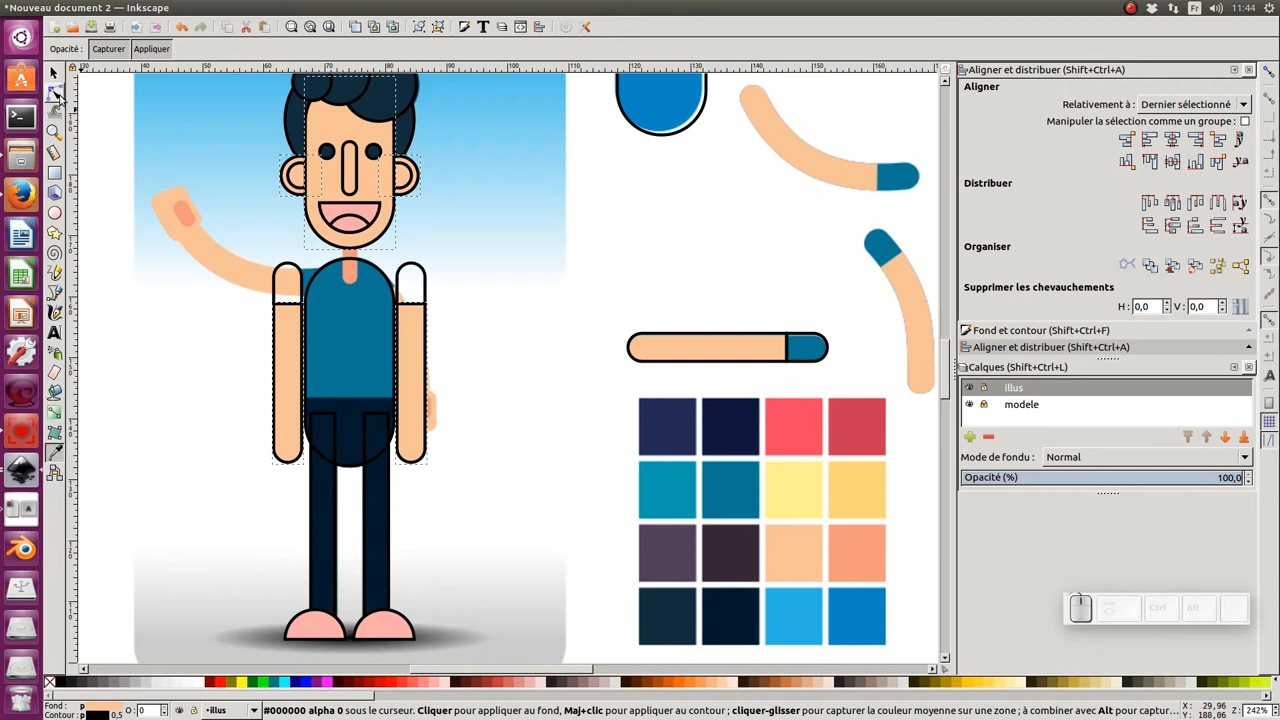 *Nouveau document 2 - Inkscape
Fr
11:44
Opacité :
Capturer
Appliquer
Aligner et distribuer (Shift+Ctrl+A)
Aligner
Relativement à :
Dernier sélectionné
Manipuler la sélection comme un groupe :
Distribuer
Organiser
Supprimer les chevauchements
H :
0,0
V :
0,0
Fond et contour (Shift+Ctrl+F)
Aligner et distribuer (Shift+Ctrl+A)
Calques (Shift+Ctrl+L)
illus
modele
Mode de fondu :
Normal
Opacité (%)
100,0
Ctrl
Alt
Fond :
p
O :
0
•illus
#000000 alpha 0 sous le curseur. Cliquer pour appliquer au fond, Maj+clic pour appliquer au contour ; cliquer-glisser pour capturer la couleur moyenne sur une zone ; à combiner avec Alt pour captur...
X :
29,96
Z :
242%
Contour :
p
0,5
Y :
188,86